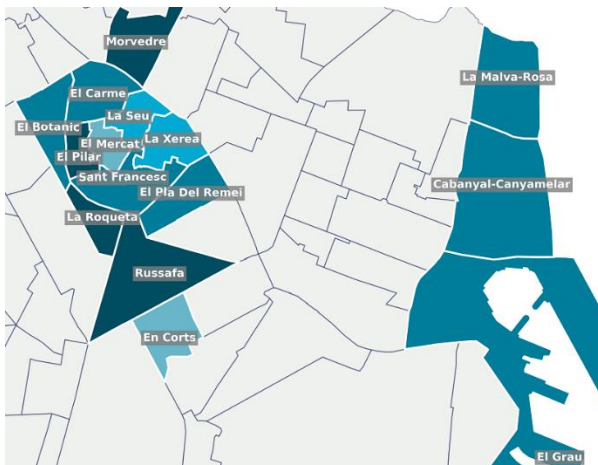 Morvedre
La Malva-Rosa
El Carme
La Seu
El Botanic
La Xerea
El Mercat
El Pilar
Sant Francesc
Cabanyal-Canyamelar
El Pla Del Remei
La Roqueta
Russafa
En Corts
El Grau